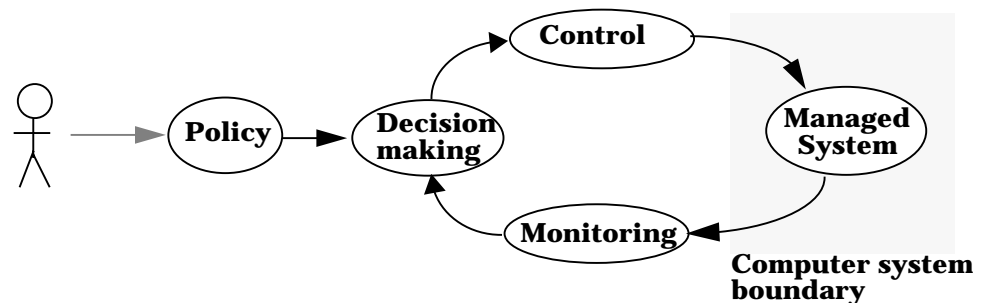 Control
Policy
Decision
making
Managed
System
Monitoring
Computer system
boundary